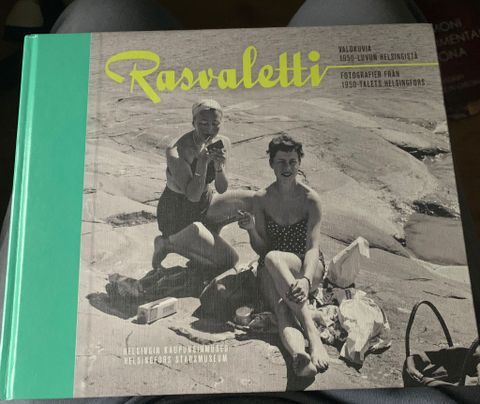 Rasvaletti
VALOKUVIA
1950-LUVUN HELSINGISTÄ
FOTOGRAFIER FRÅN
1950-TALETS HELSINGFORS
HELSINGIN KAUPUNGINMUSEO
HELSINGFORS STADSMUSEUM